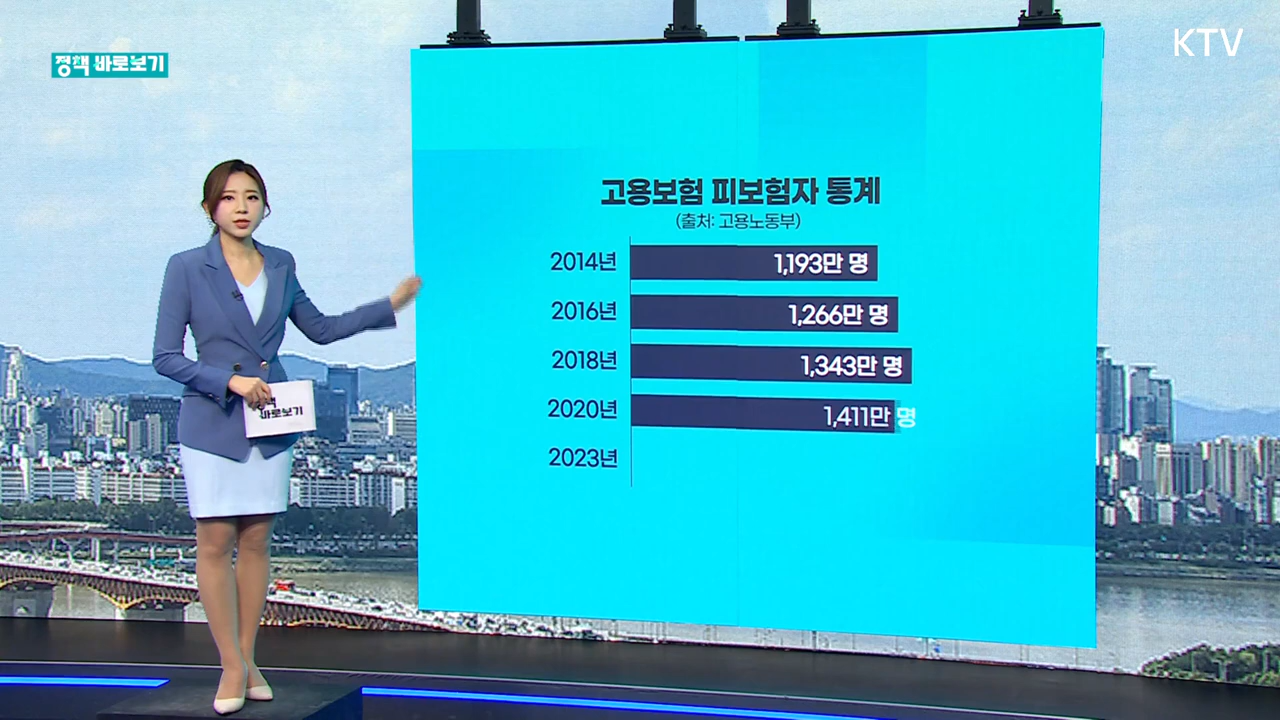 정책 바로보기
KTV
고용보험 피보험자 통계
(출처: 고용노동부)
2014년 1,193만 명
2016년 1,266만 명
2018년 1,343만 명
2020년 1,411만 명
2023년
정책
바로보기